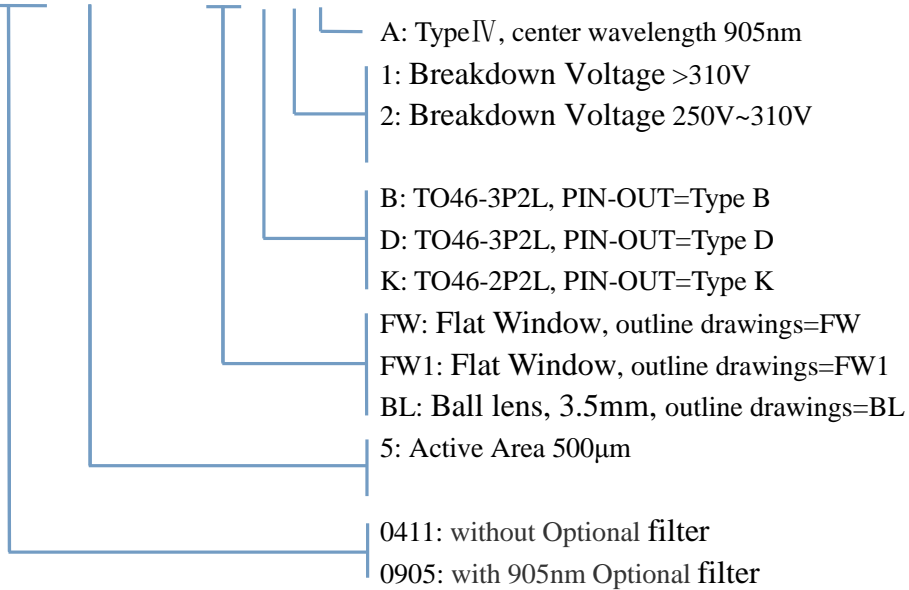 A: TypeⅣ, center wavelength 905nm
1: Breakdown Voltage >310V
2: Breakdown Voltage 250V~310V
B: TO46-3P2L, PIN-OUT=Type B
D: TO46-3P2L, PIN-OUT=Type D
K: TO46-2P2L, PIN-OUT=Type K
FW: Flat Window, outline drawings=FW
FW1: Flat Window, outline drawings=FW1
BL: Ball lens, 3.5mm, outline drawings=BL
5: Active Area 500μm
0411: without Optional filter
0905: with 905nm Optional filter